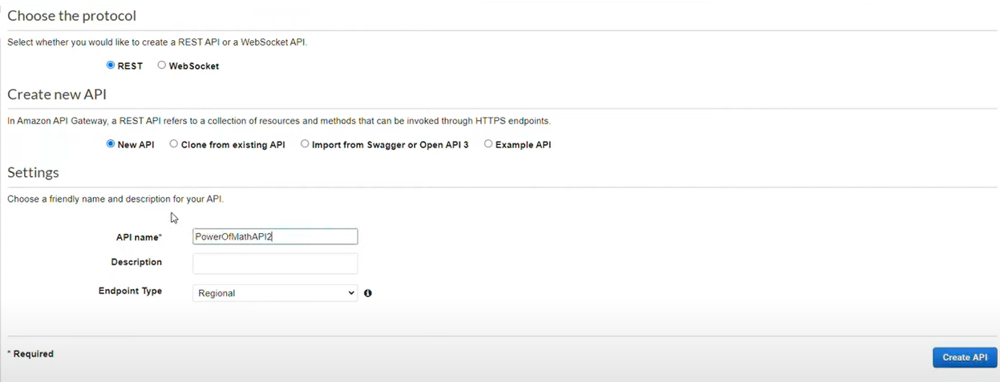 Choose the protocol
Select whether you would like to create a REST API or a WebSocket API.
REST WebSocket
Create new API
In Amazon API Gateway, a REST API refers to a collection of resources and methods that can be invoked through HTTPS endpoints.
New API Clone from existing API Import from Swagger or Open API 3 Example API
Settings
Choose a friendly name and description for your API.
API name* PowerOfMathAPI2
Description
Endpoint Type Regional
* Required
Create API